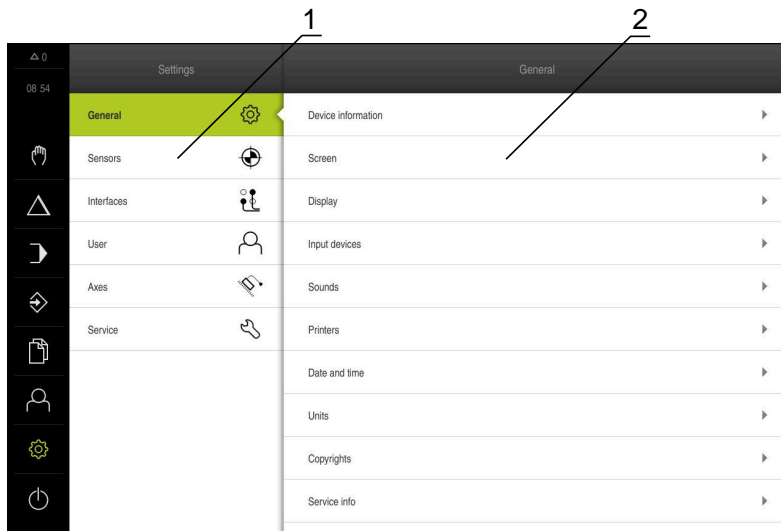 1
2
0
08 54
Settings
General
General
Sensors
Interfaces
User
Axes
Service
Device information
Screen
Display
Input devices
Sounds
Printers
Date and time
Units
Copyrights
Service info